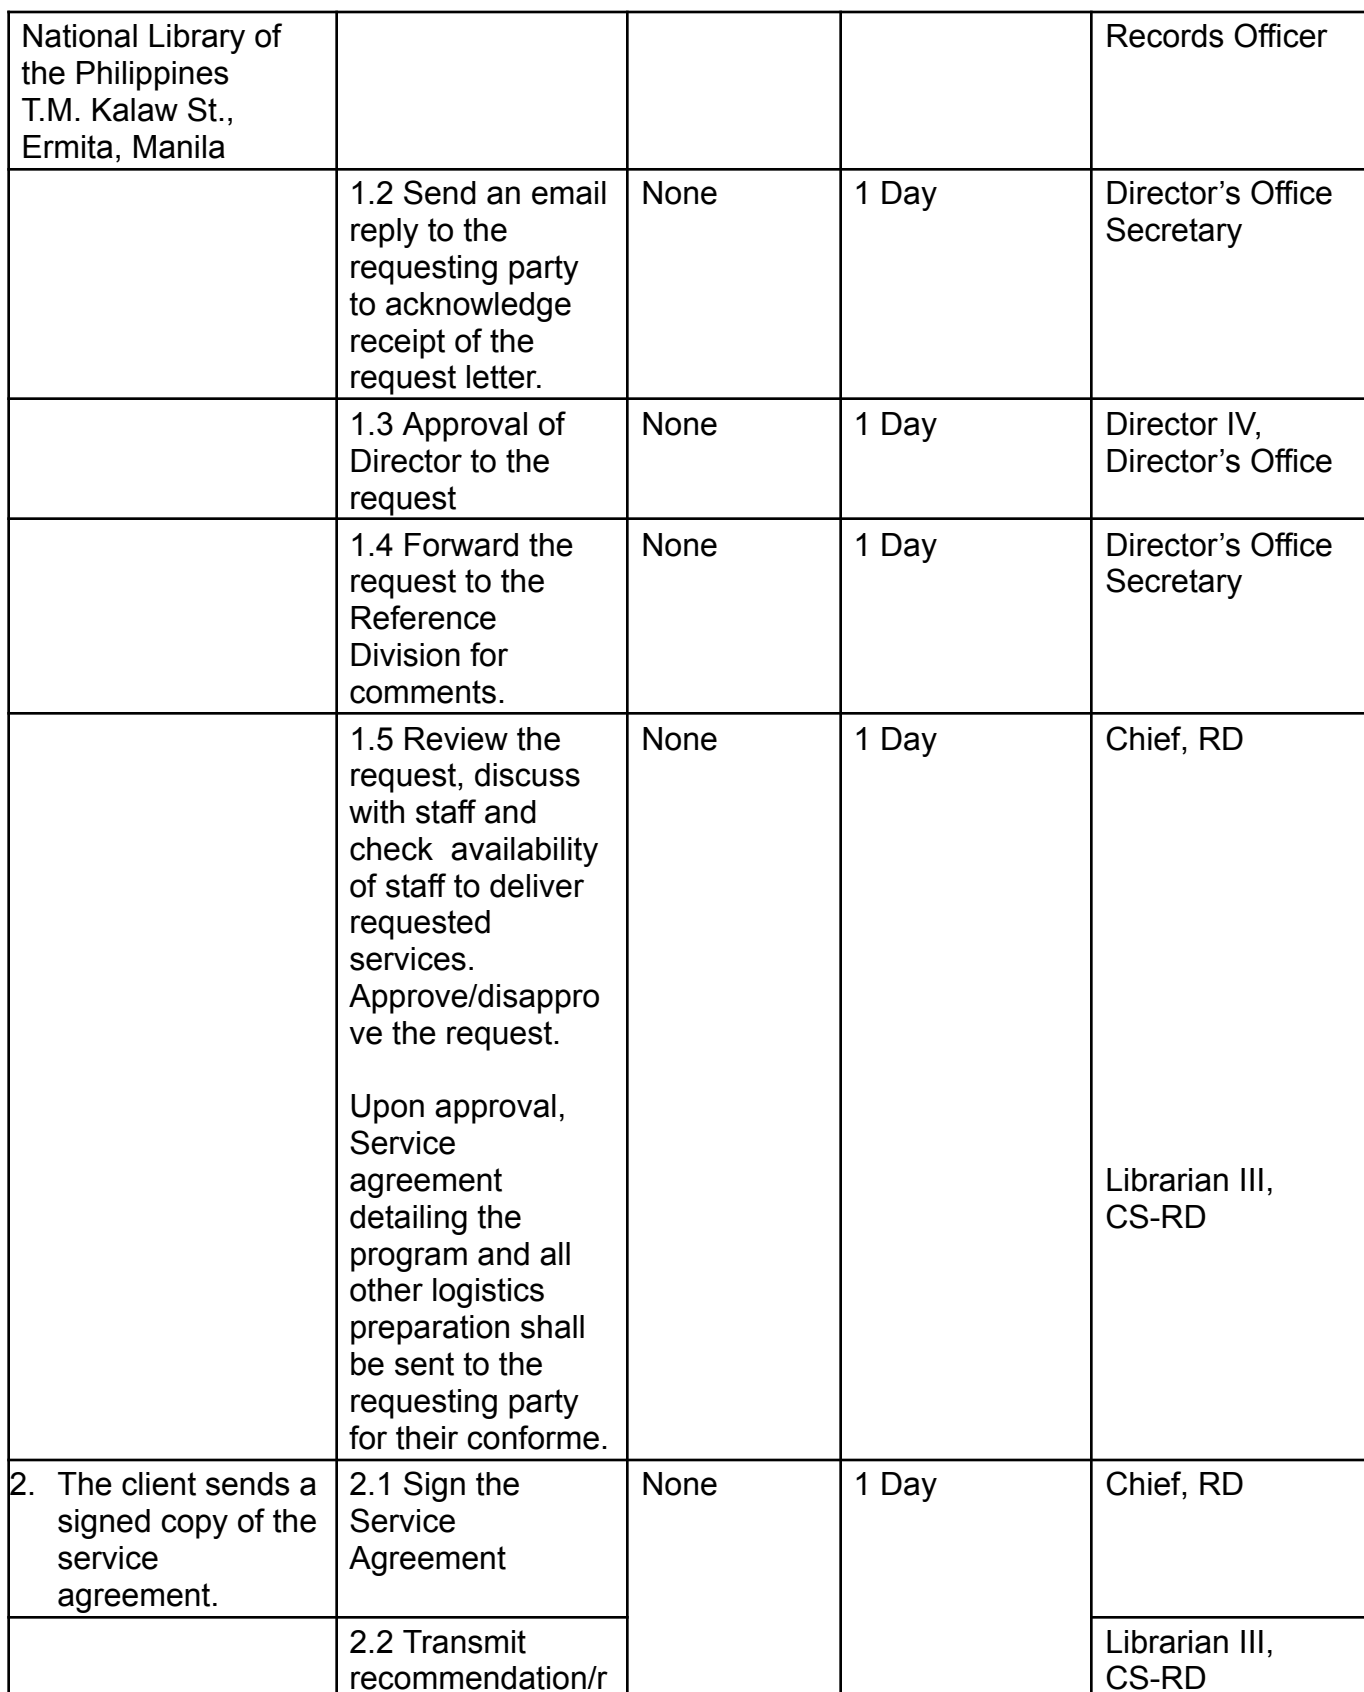 National Library of
the Philippines
T.M. Kalaw St.,
Ermita, Manila
Records Officer
1.2 Send an email
reply to the
requesting party
to acknowledge
receipt of the
request letter.
None
1 Day
Director’s Office
Secretary
1.3 Approval of
Director to the
request
None
1 Day
Director IV,
Director’s Office
1.4 Forward the
request to the
Reference
Division for
comments.
None
1 Day
Director’s Office
Secretary
1.5 Review the
request, discuss
with staff and
check  availability
of staff to deliver
requested
services.
Approve/disappro
ve the request.
Upon approval,
Service
agreement
detailing the
program and all
other logistics
preparation shall
be sent to the
requesting party
for their conforme.
None
1 Day
Chief, RD
Librarian III,
CS-RD
2. The client sends a
signed copy of the
service
agreement.
2.1 Sign the
Service
Agreement
None
1 Day
Chief, RD
2.2 Transmit
recommendation/r
Librarian III,
CS-RD